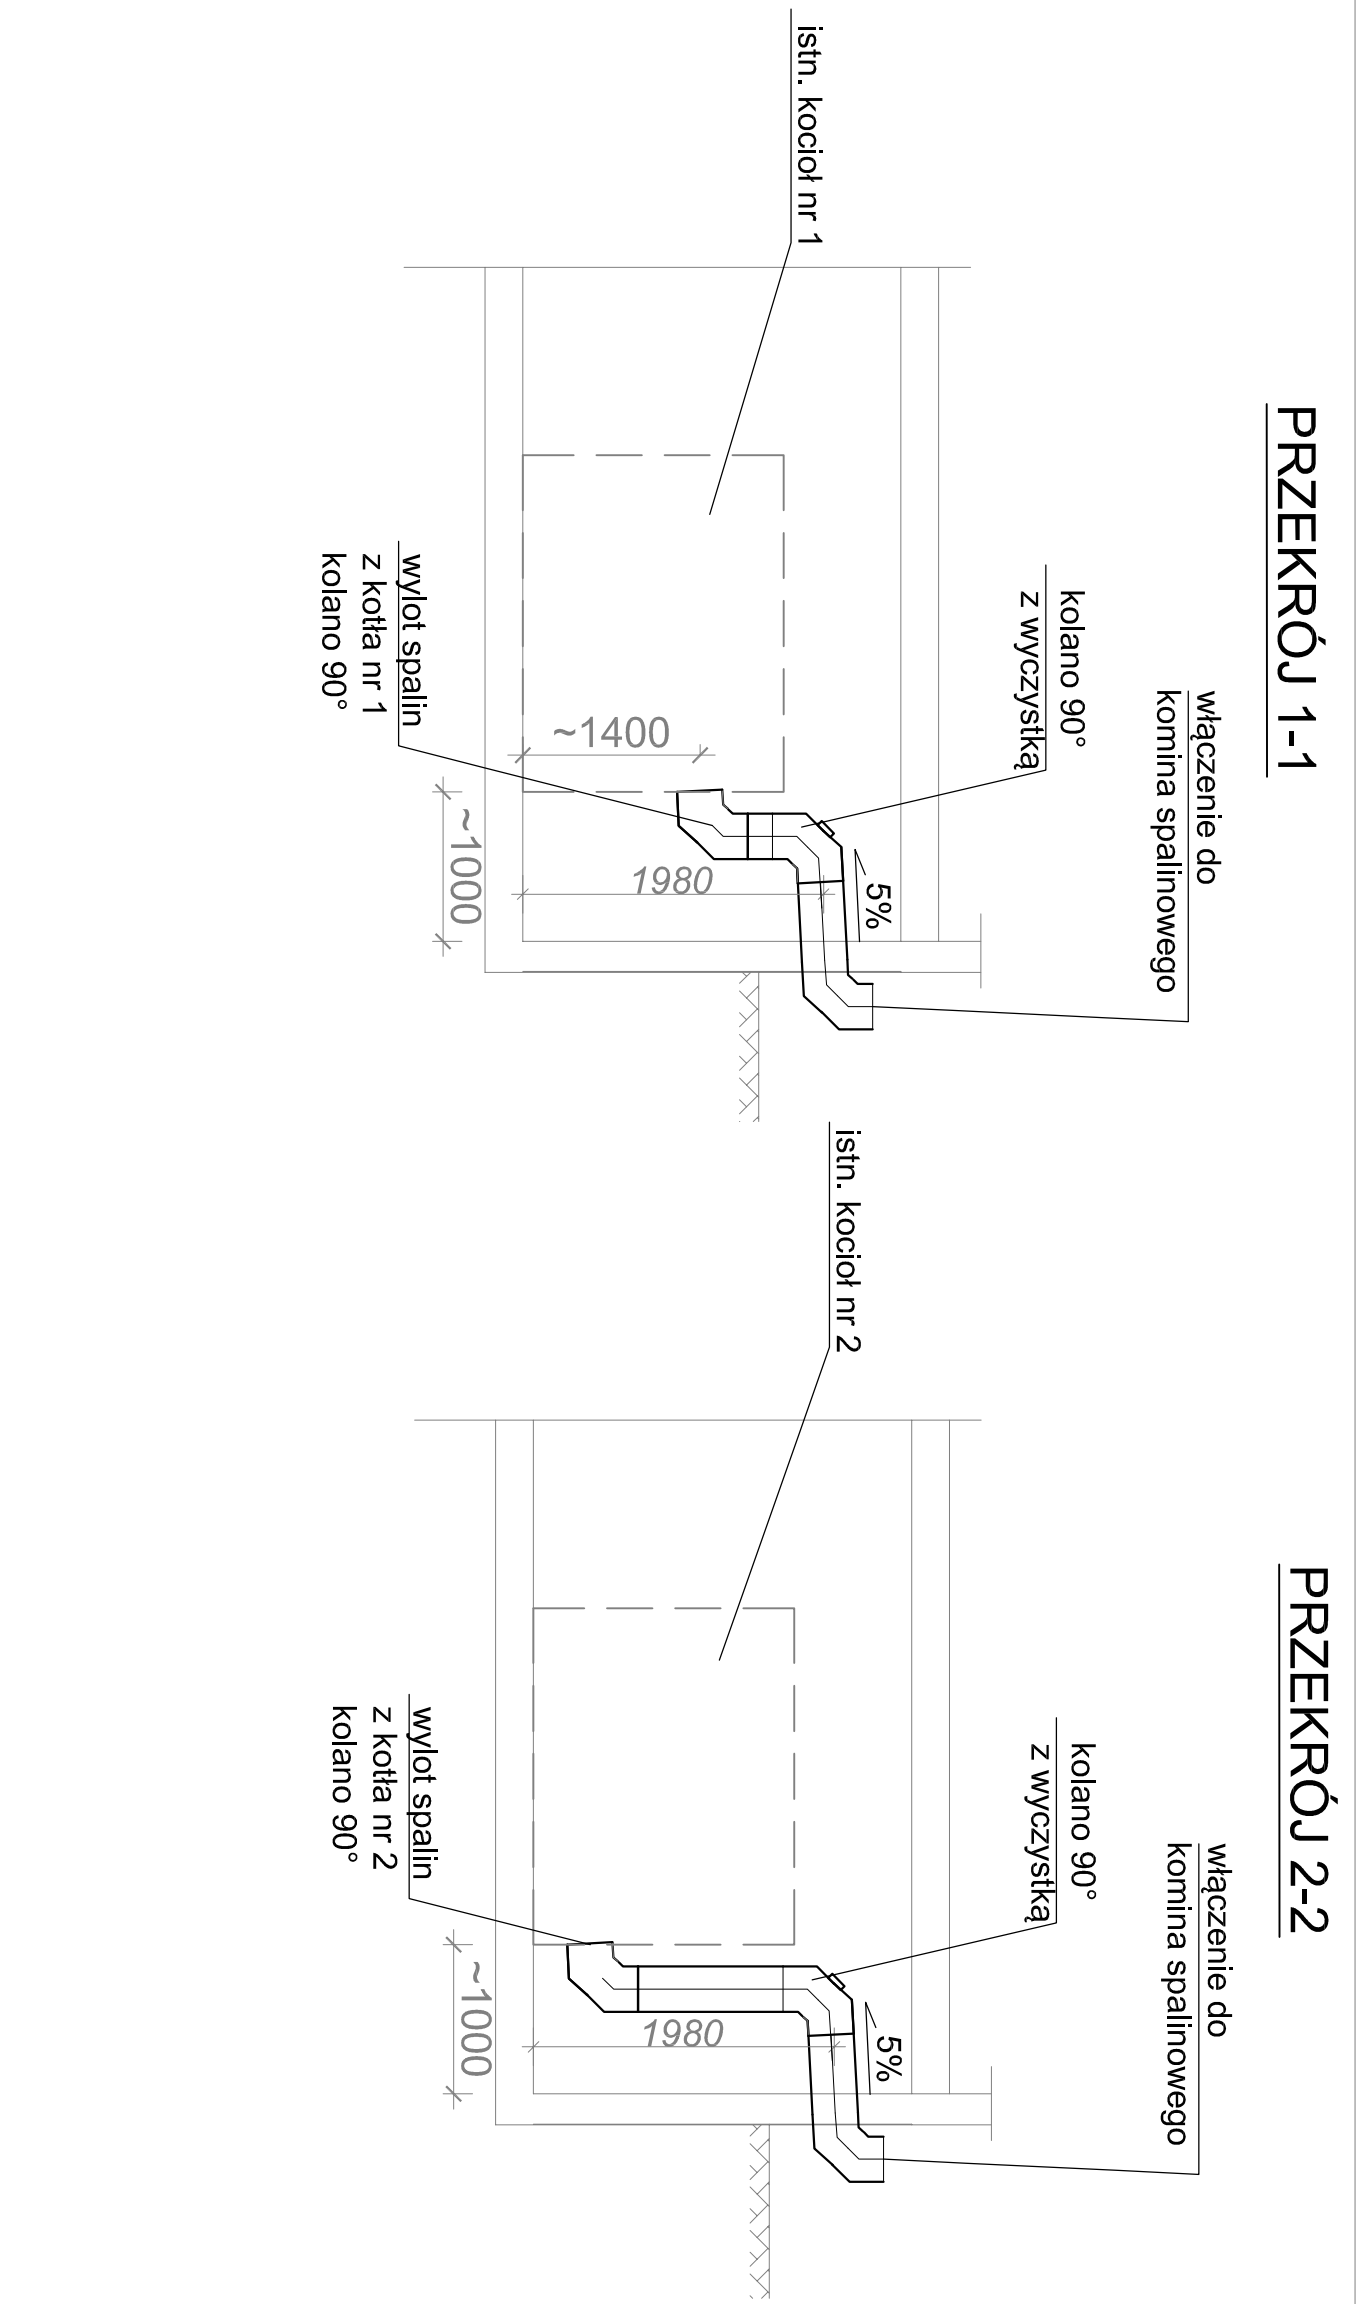 PRZEKRÓJ 1-1
włączenie do
komina spalinowego
kolano 90°
z wyczystką
istn. kocioł nr 1
5%
1980
~1400
~1000
wylot spalin
z kotła nr 1
kolano 90°
PRZEKRÓJ 2-2
włączenie do
komina spalinowego
kolano 90°
z wyczystką
istn. kocioł nr 2
5%
1980
~1000
wylot spalin
z kotła nr 2
kolano 90°